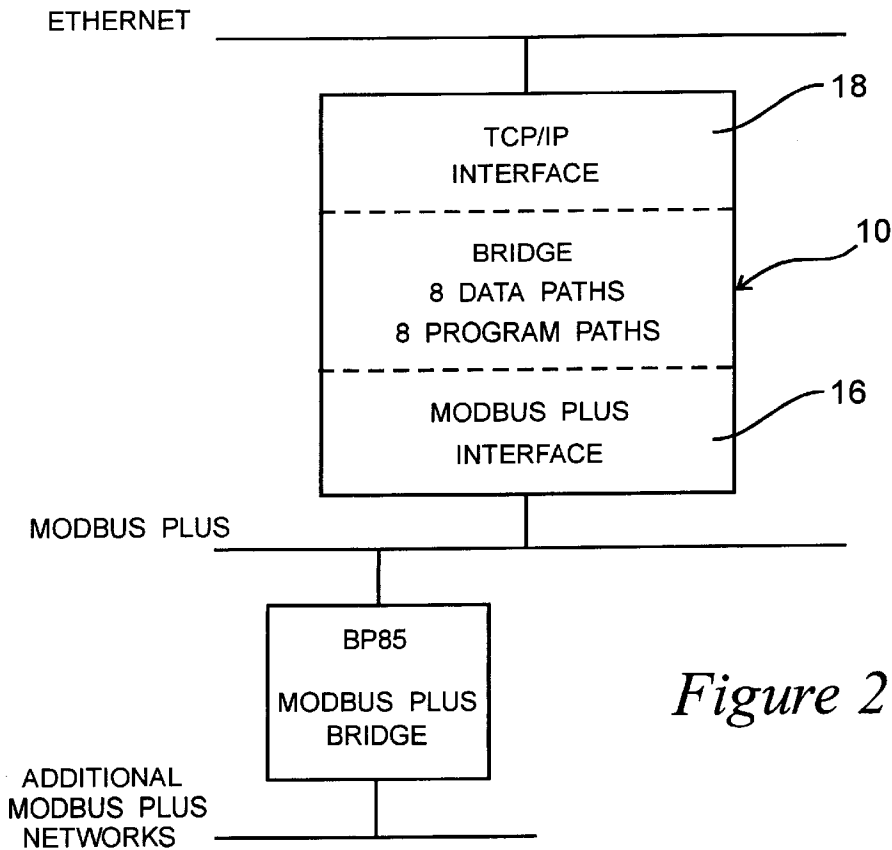 ETHERNET
18
TCP/IP
INTERFACE
10
BRIDGE
8 DATA PATHS
8 PROGRAM PATHS
16
MODBUS PLUS
INTERFACE
MODBUS PLUS
BP85
MODBUS PLUS
BRIDGE
Figure 2
ADDITIONAL
MODBUS PLUS
NETWORKS